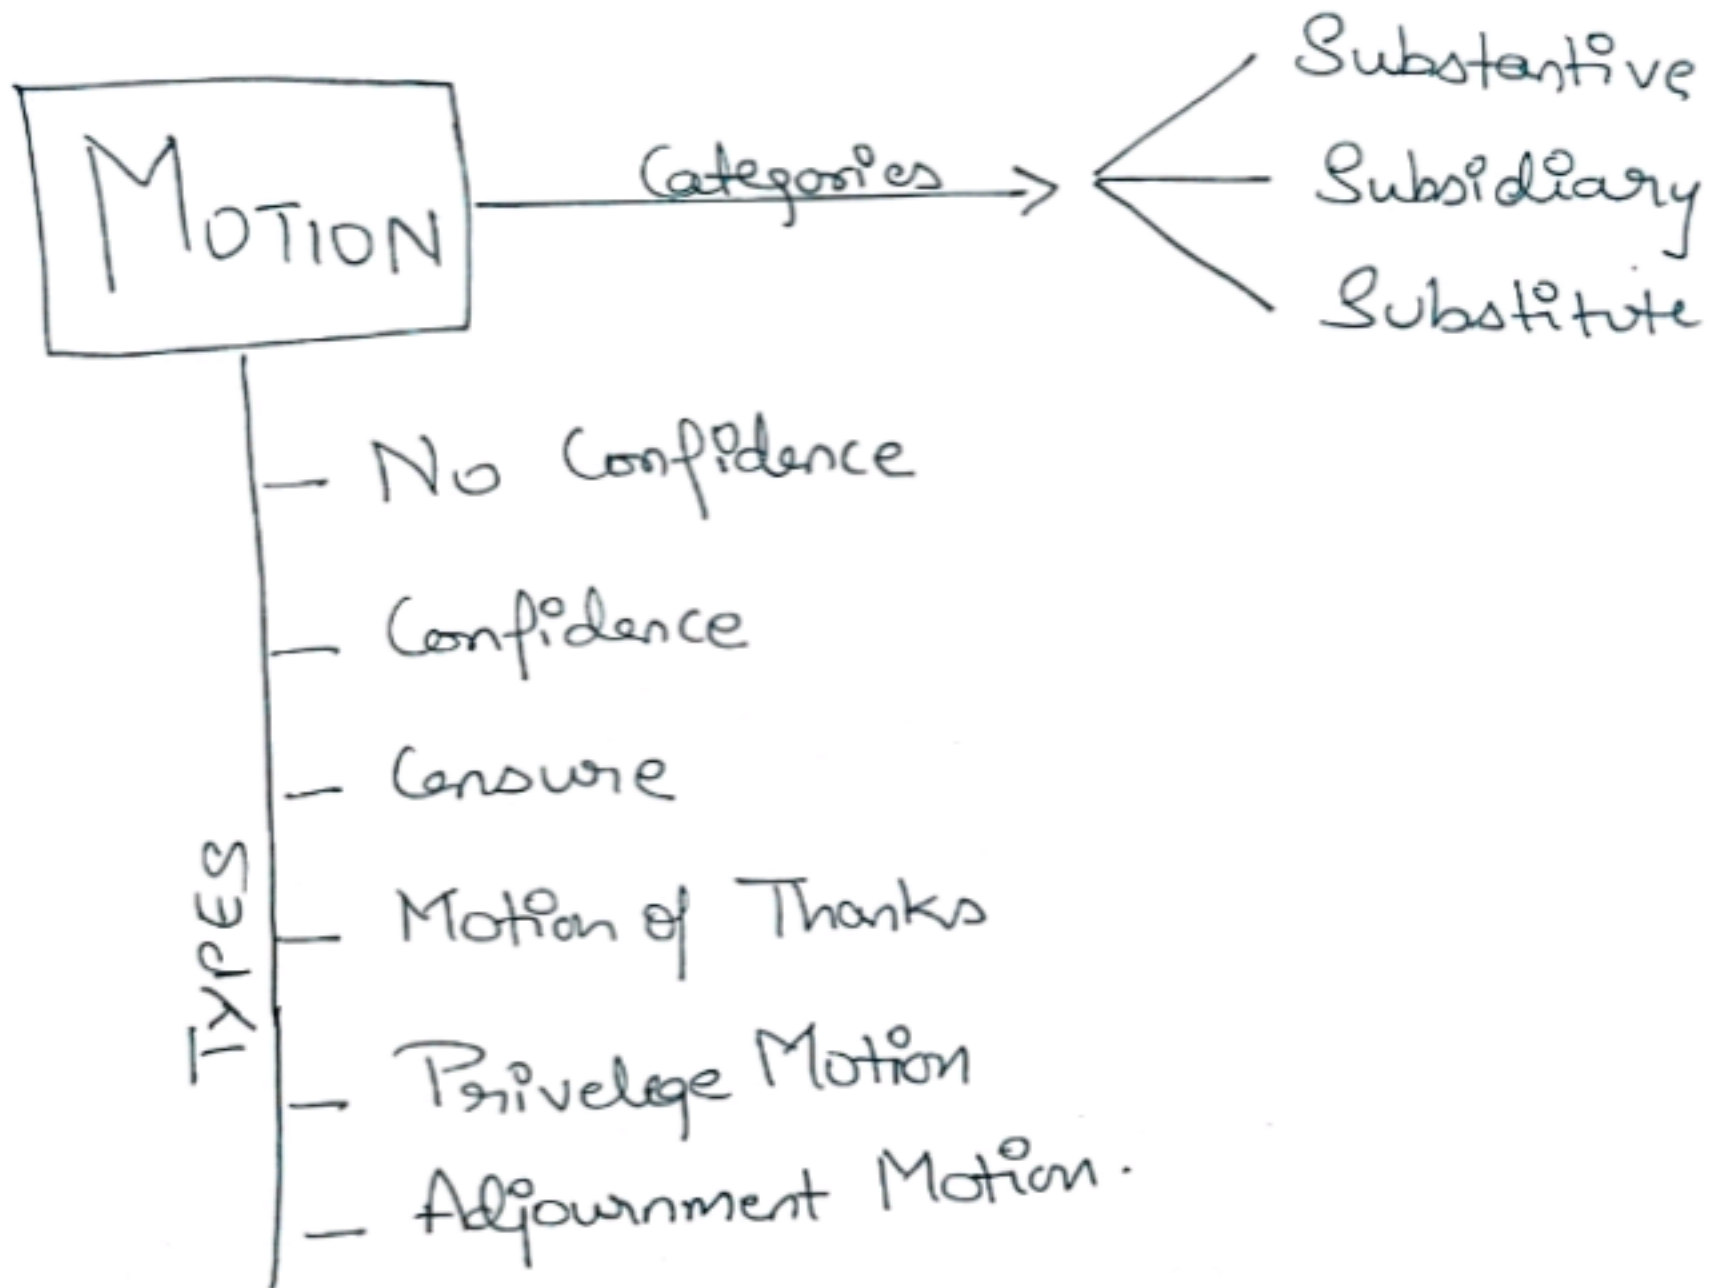 MOTION
Categories
Substantive
Subsidiary
Substitute
TYPES
No Confidence
Confidence
Censure
Motion of Thanks
Privelege Motion
Adjournment Motion.